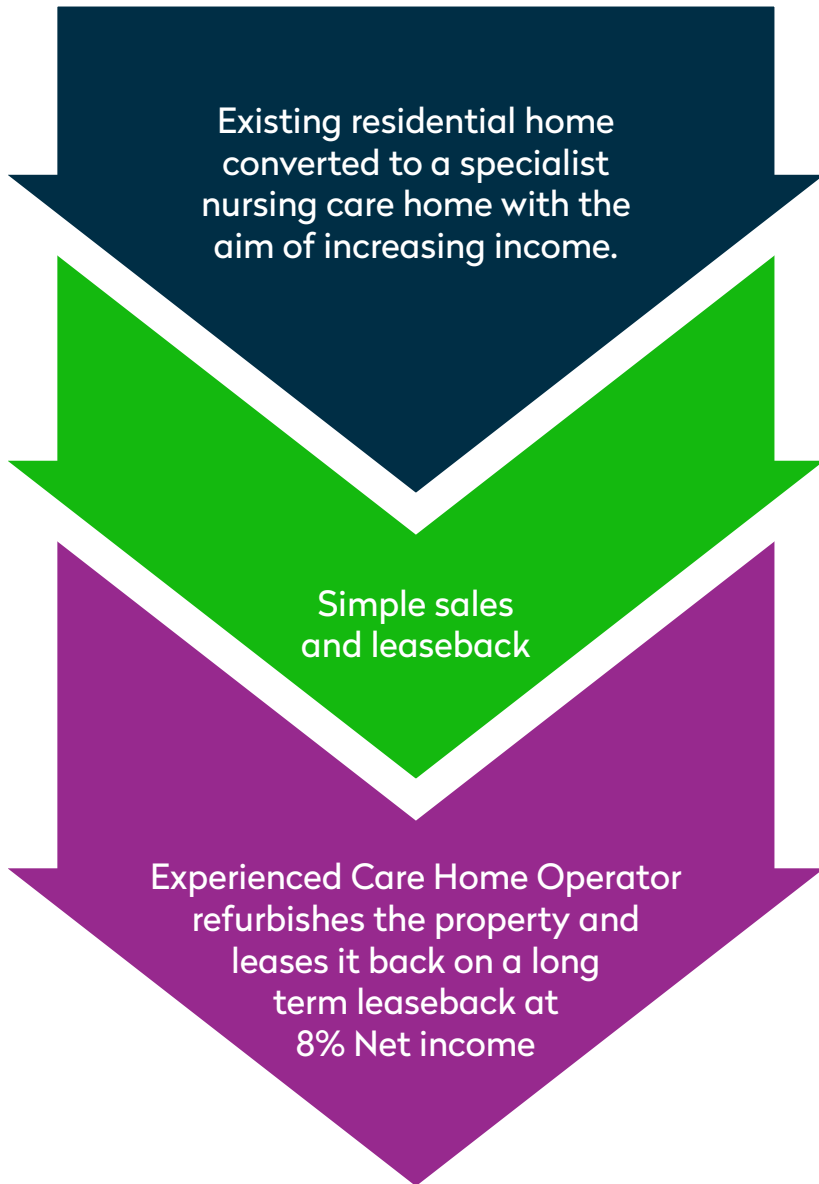 Existing residential home
converted to a specialist
nursing care home with the
aim of increasing income.
Simple sales
and leaseback
Experienced Care Home Operator
refurbishes the property and
leases it back on a long
term leaseback at
8% Net income